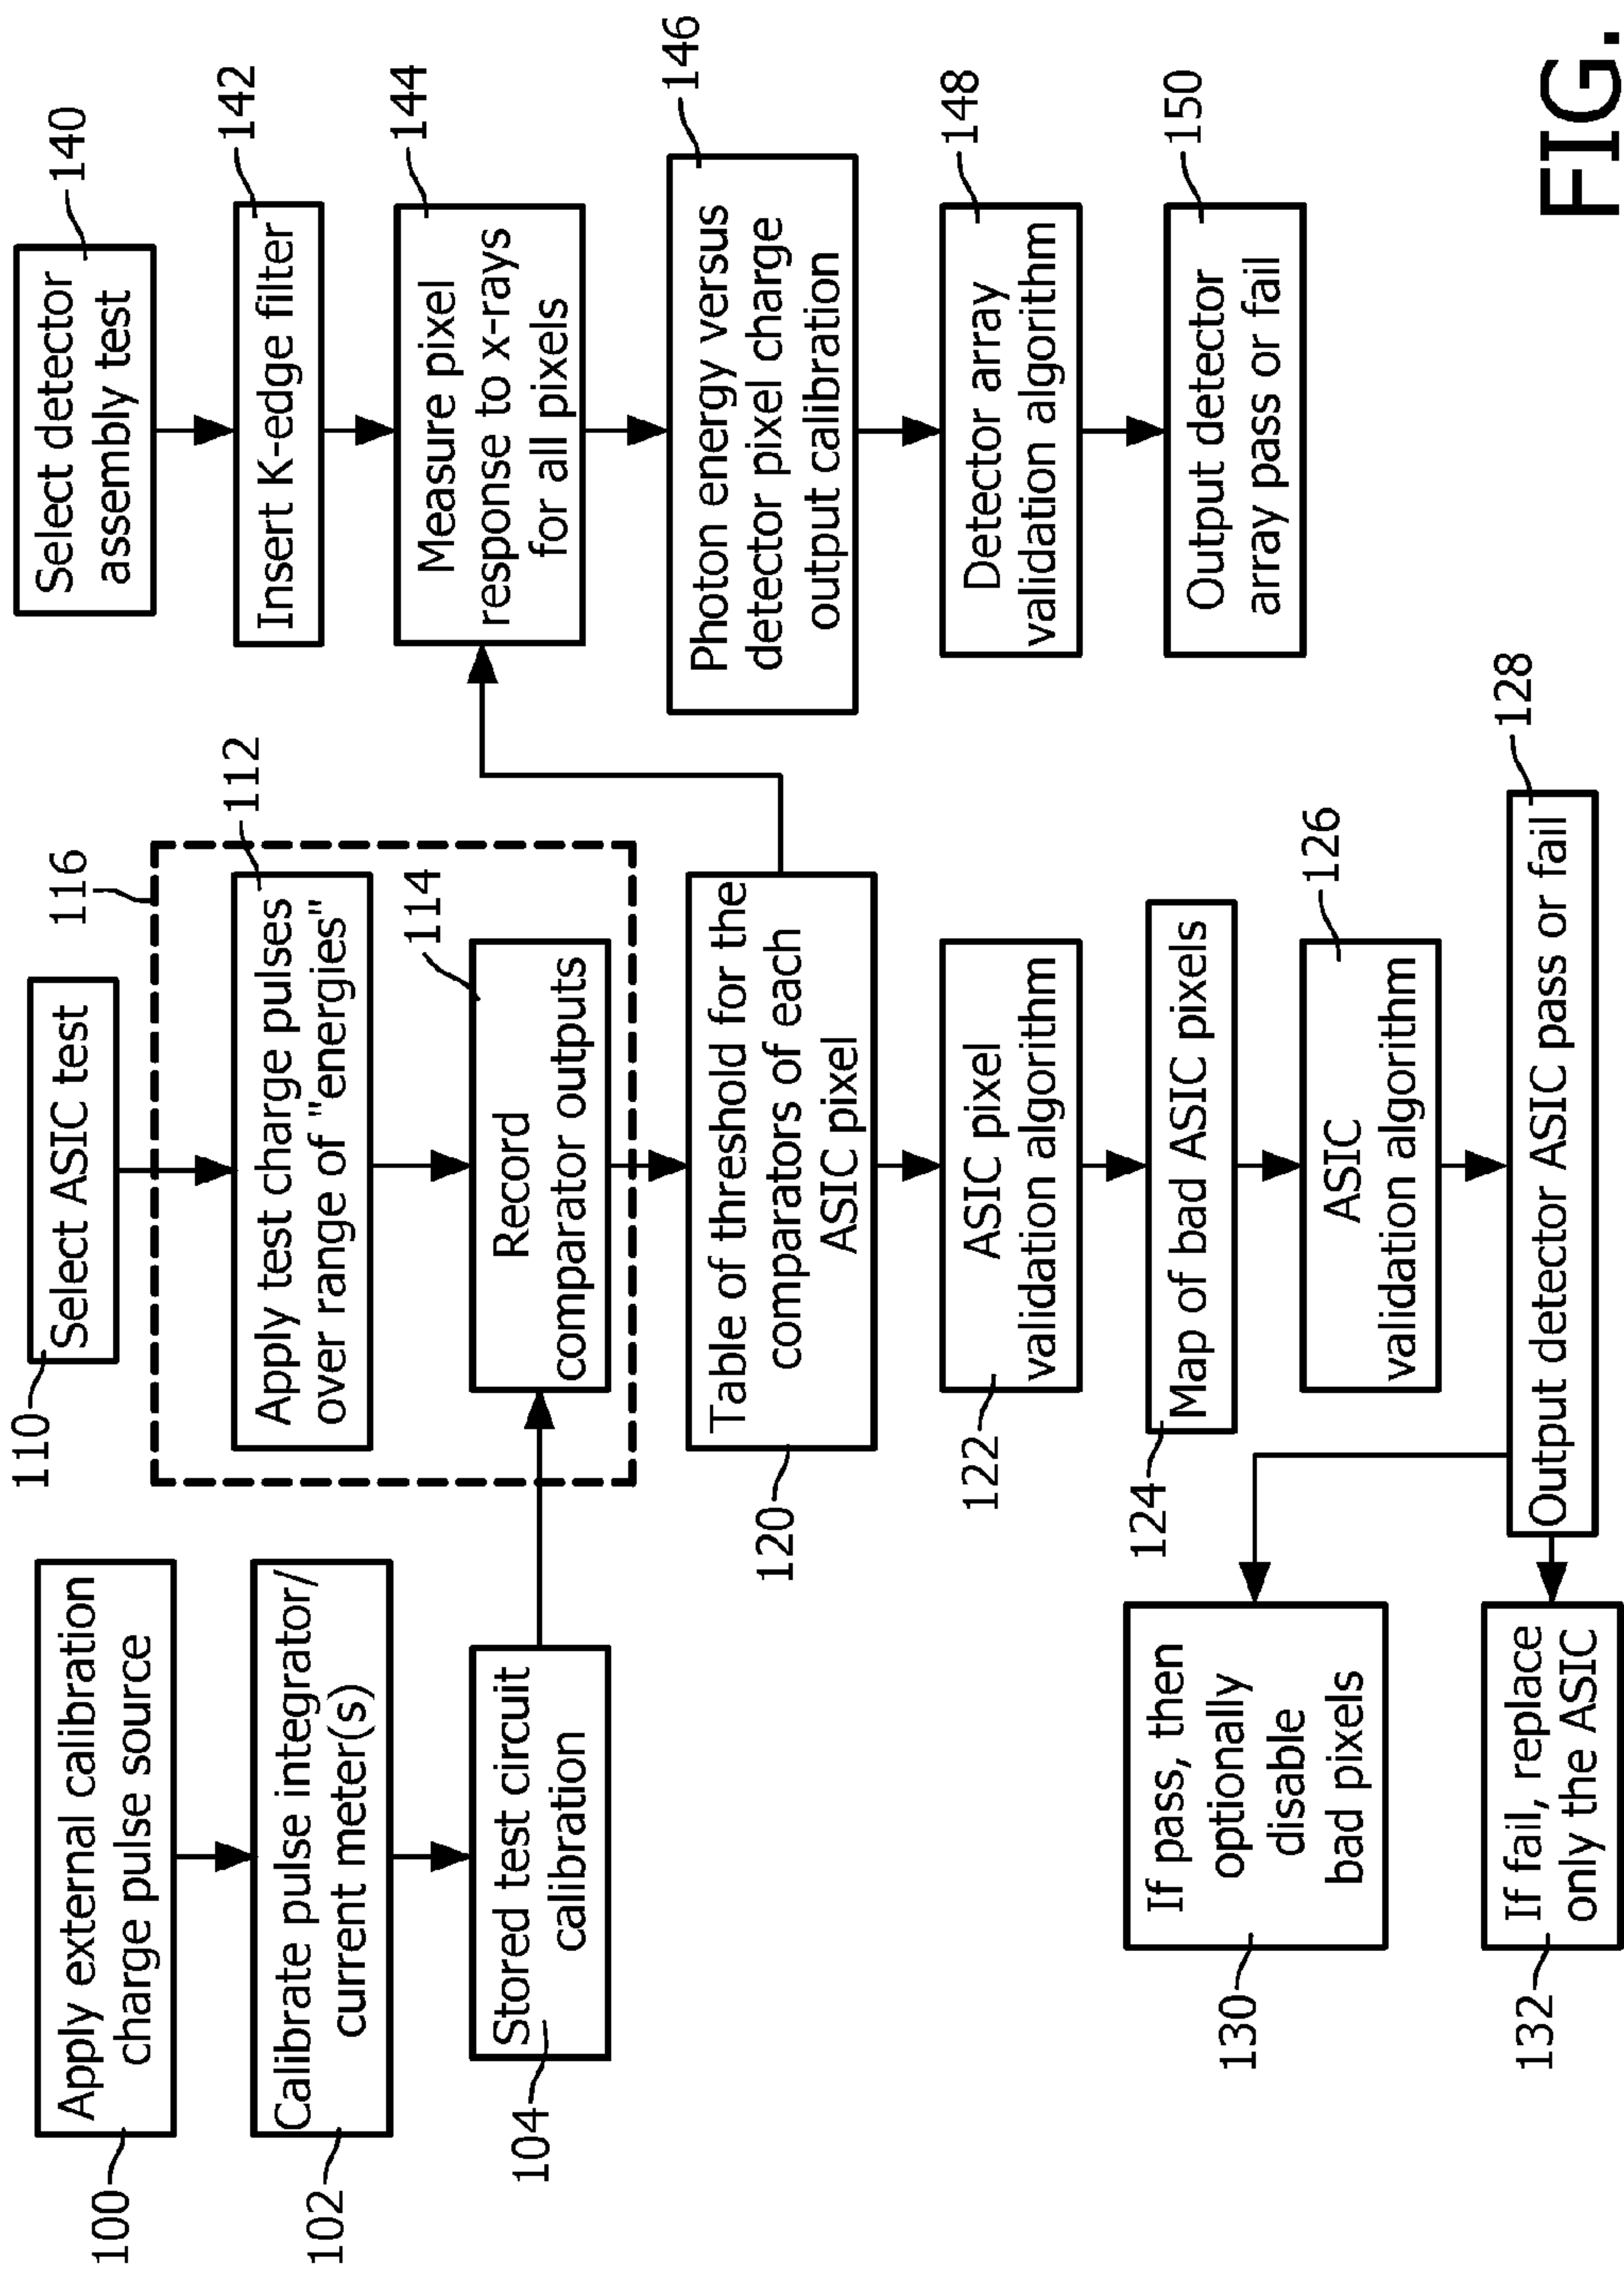 100
Apply external calibration
charge pulse source
102
Calibrate pulse integrator/
current meter(s)
104
Stored test circuit
calibration
110
Select ASIC test
116
112
Apply test charge pulses
over range of "energies"
114
Record
comparator outputs
120
Table of threshold for the
comparators of each
ASIC pixel
122
ASIC pixel
validation algorithm
124
Map of bad ASIC pixels
126
ASIC
validation algorithm
128
Output detector ASIC pass or fail
130
If pass, then
optionally
disable
bad pixels
132
If fail, replace
only the ASIC
140
Select detector
assembly test
142
Insert K-edge filter
144
Measure pixel
response to x-rays
for all pixels
146
Photon energy versus
detector pixel charge
output calibration
148
Detector array
validation algorithm
150
Output detector
array pass or fail
FIG.